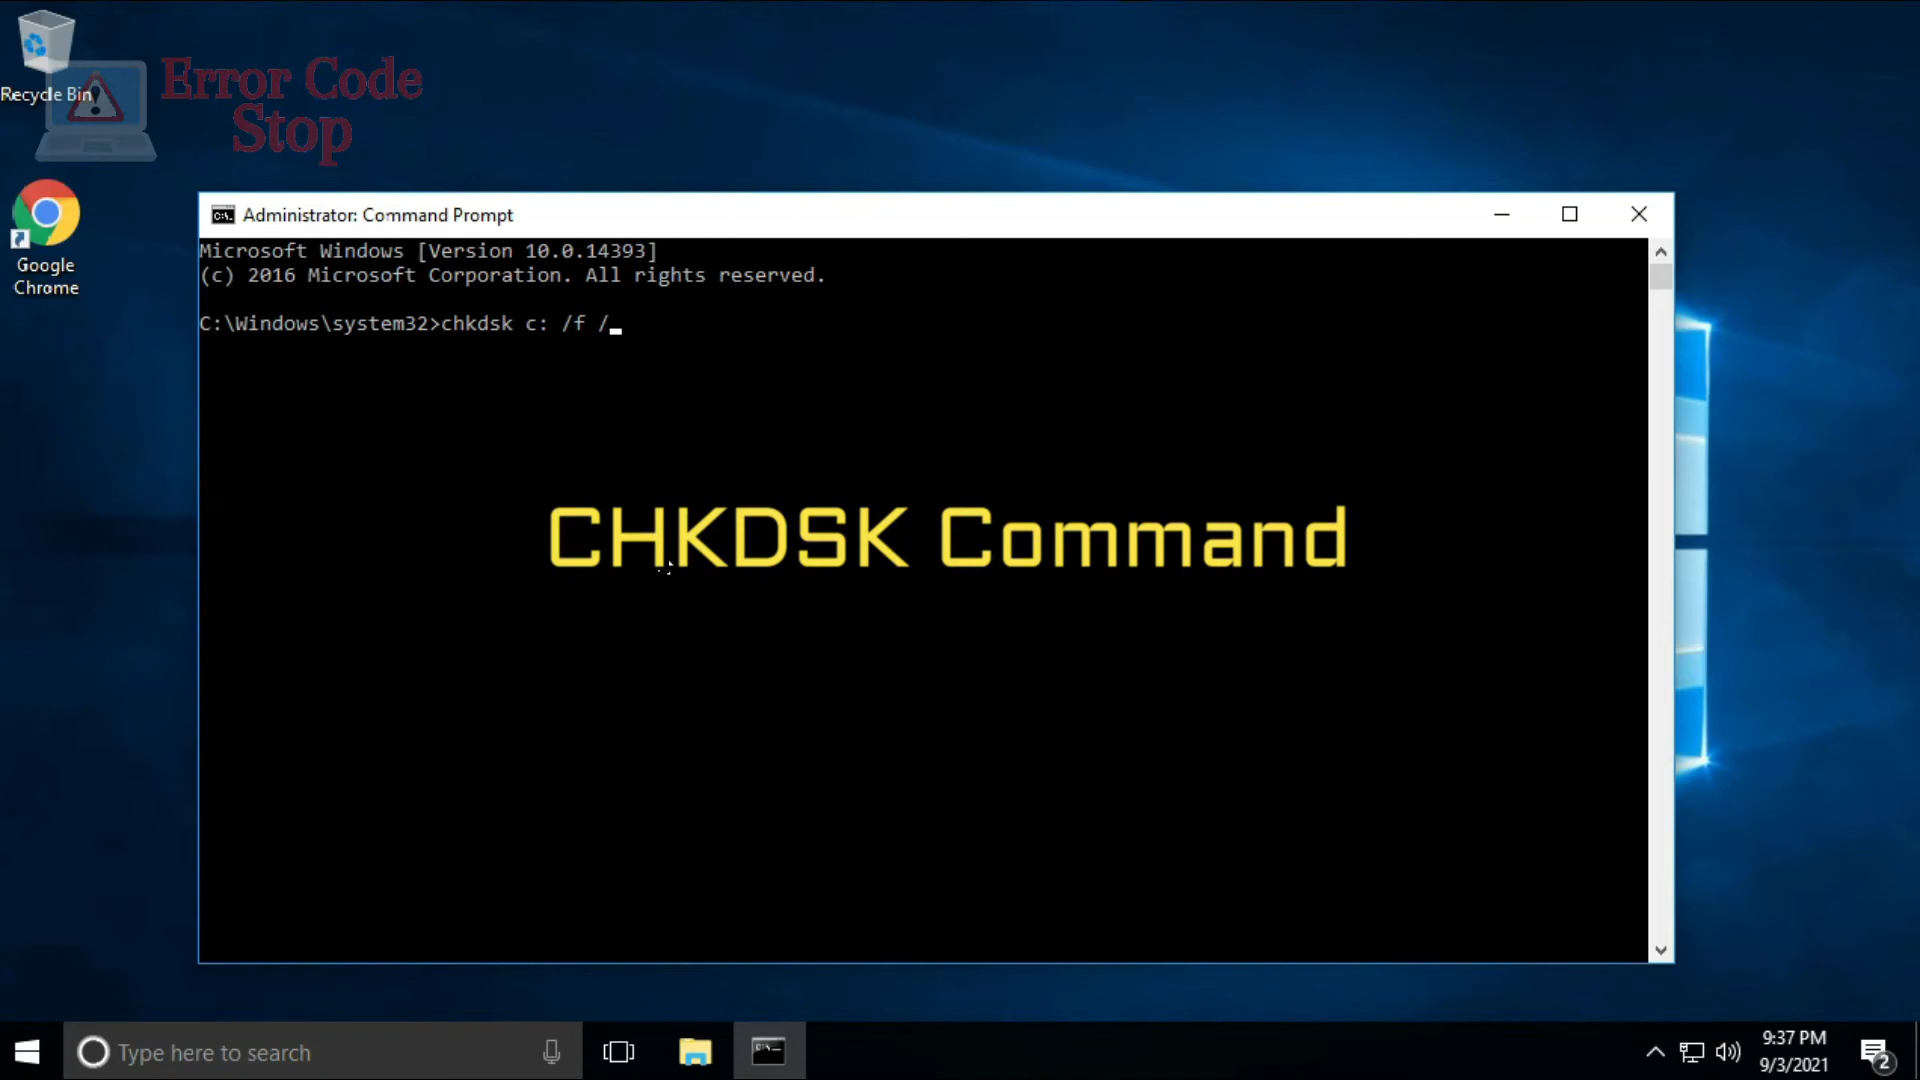 Recycle Bin
Error Code
Stop
Google
Chrome
Administrator: Command Prompt
Microsoft Windows [Version 10.0.14393]
(c) 2016 Microsoft Corporation. All rights reserved.
C:\Windows\system32>chkdsk c: /f /_
CHKDSK Command
Type here to search
9:37 PM
9/3/2021
2